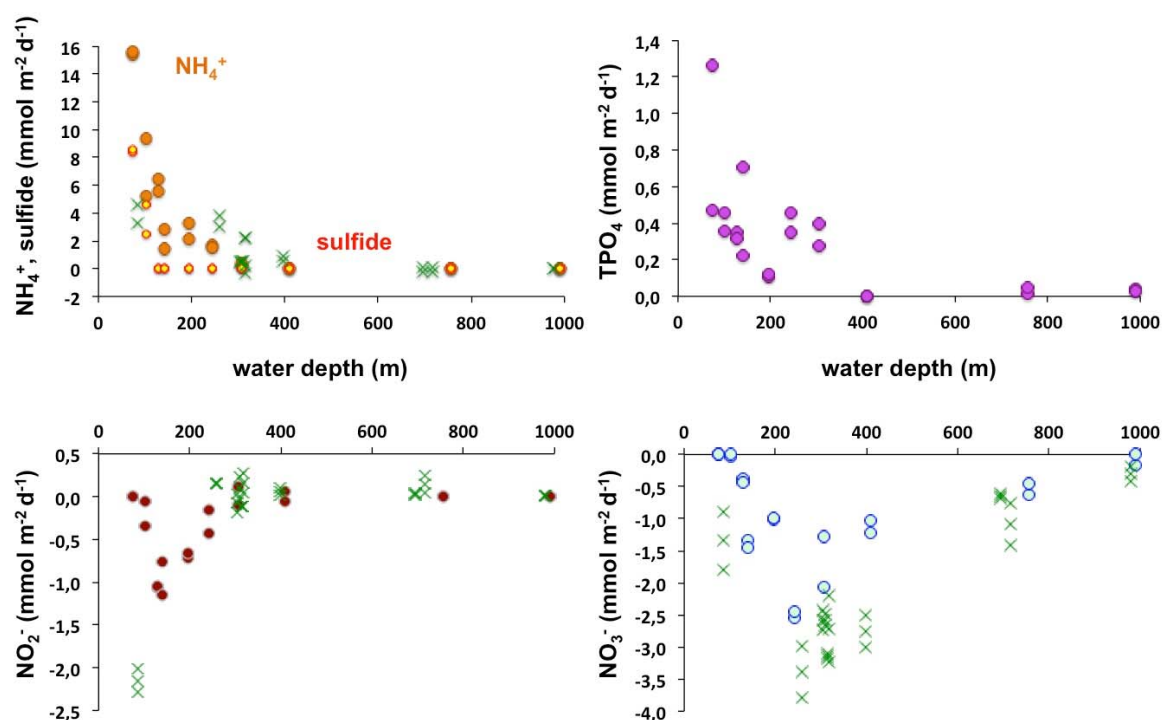 NH₄⁺, sulfide (mmol m⁻² d⁻¹)
16
14
12
10
8
6
4
2
0
-2
NH₄⁺
sulfide
0 200 400 600 800 1000
water depth (m)
TPO₄ (mmol m⁻² d⁻¹)
1,4
1,2
1,0
0,8
0,6
0,4
0,2
0,0
0 200 400 600 800 1000
water depth (m)
NO₂⁻ (mmol m⁻² d⁻¹)
0 200 400 600 800 1000
0,5
0,0
-0,5
-1,0
-1,5
-2,0
-2,5
NO₃⁻ (mmol m⁻² d⁻¹)
0 200 400 600 800 1000
0,0
-0,5
-1,0
-1,5
-2,0
-2,5
-3,0
-3,5
-4,0